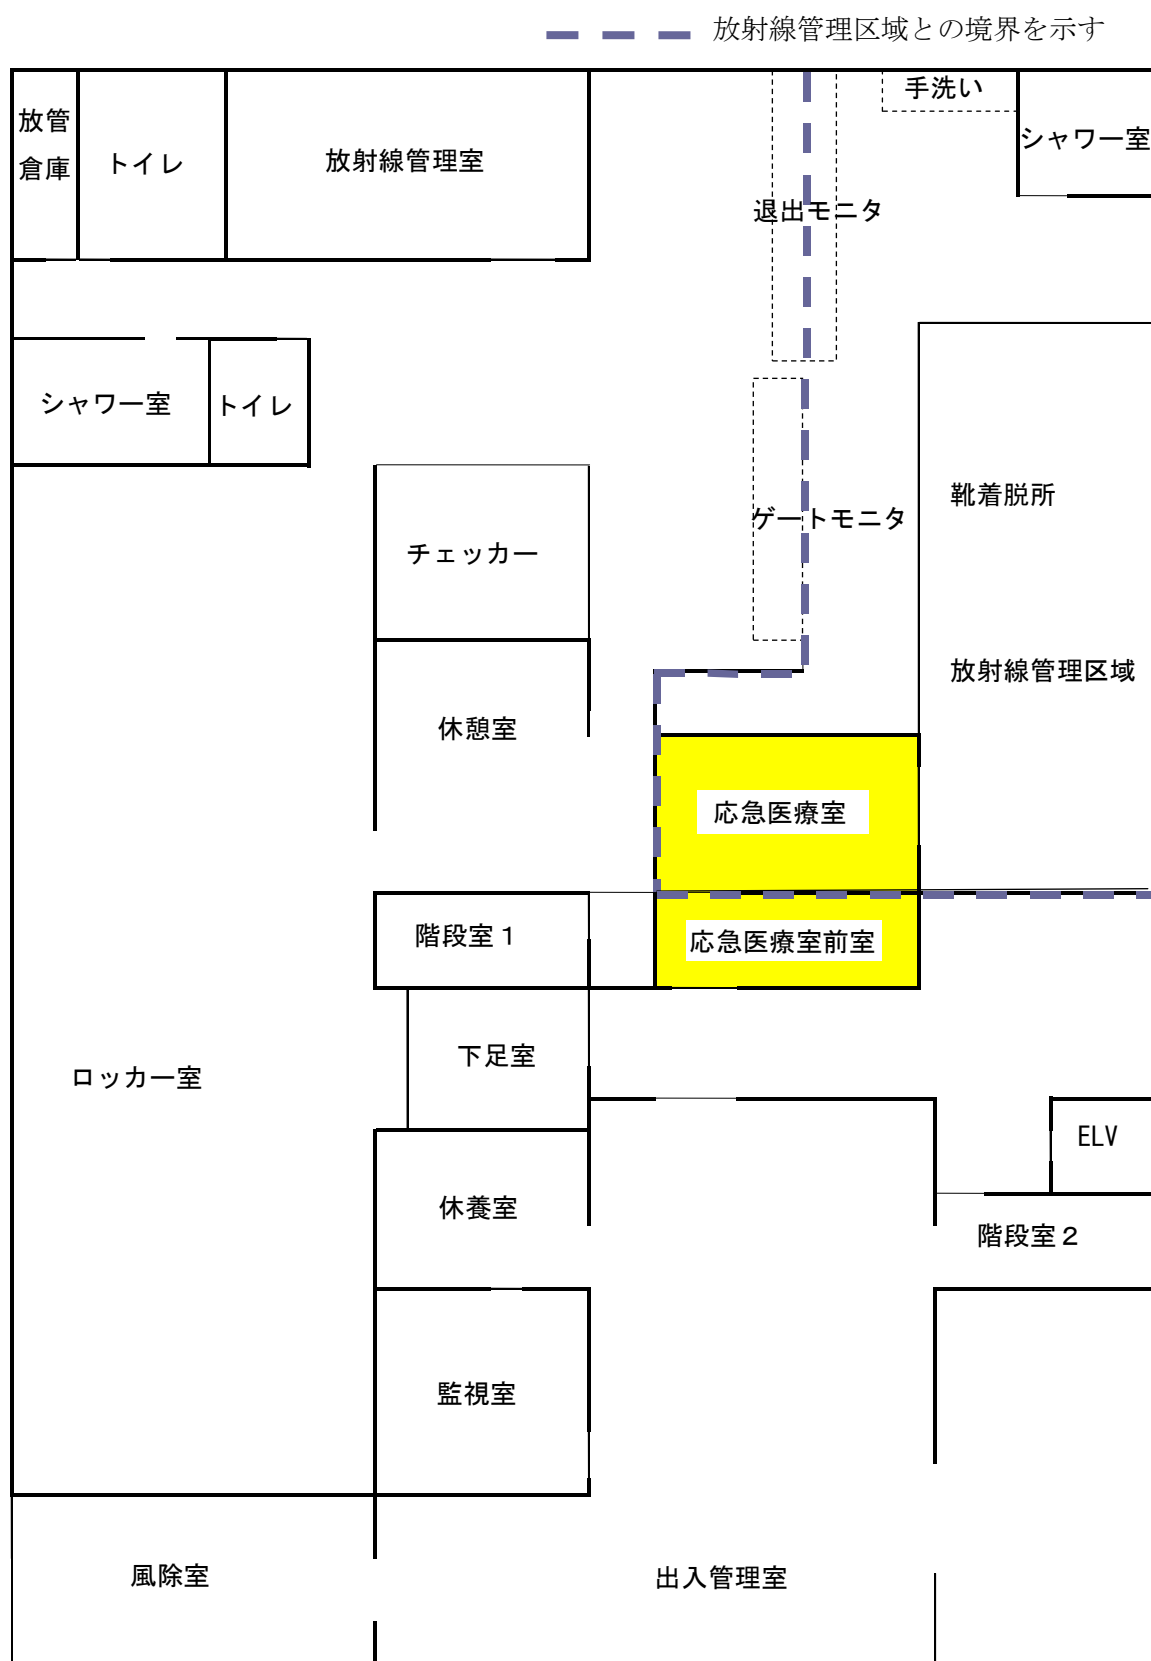 放射線管理区域との境界を示す
手洗い
放管
倉庫
トイレ
放射線管理室
シャワー室
退出モニタ
シャワー室
トイレ
靴着脱所
ゲートモニタ
チェッカー
放射線管理区域
休憩室
応急医療室
階段室1
応急医療室前室
下足室
ロッカー室
ELV
休養室
階段室2
監視室
風除室
出入管理室